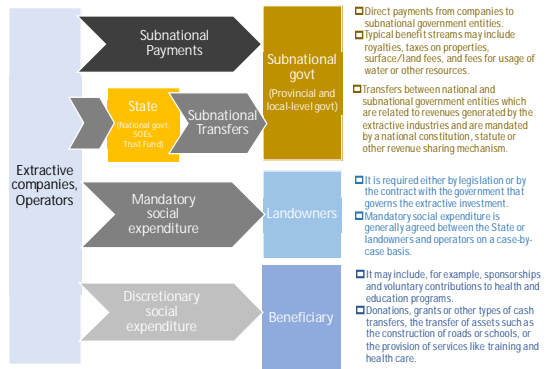 Extractive
companies,
Operators
Subnational
Payments
Subnational
govt
(Provincial and
local-level govt)
Direct payments from companies to
subnational government entities.
Typical benefit streams may include
royalties, taxes on properties,
surface/land fees, and fees for usage of
water or other resources.
State
(National govt,
SOEs,
Trust Fund)
Subnational
Transfers
Transfers between national and
subnational government entities which
are related to revenues generated by the
extractive industries and are mandated
by a national constitution, statute or
other revenue sharing mechanism.
Mandatory
social
expenditure
Landowners
It is required either by legislation or by
the contract with the government that
governs the extractive investment.
Mandatory social expenditure is
generally agreed between the State or
landowners and operators on a case-by-
case basis.
Discretionary
social
expenditure
Beneficiary
It may include, for example, sponsorships
and voluntary contributions to health and
education programs.
Donations, grants or other types of cash
transfers, the transfer of assets such as
the construction of roads or schools, or
the provision of services like training and
health care.